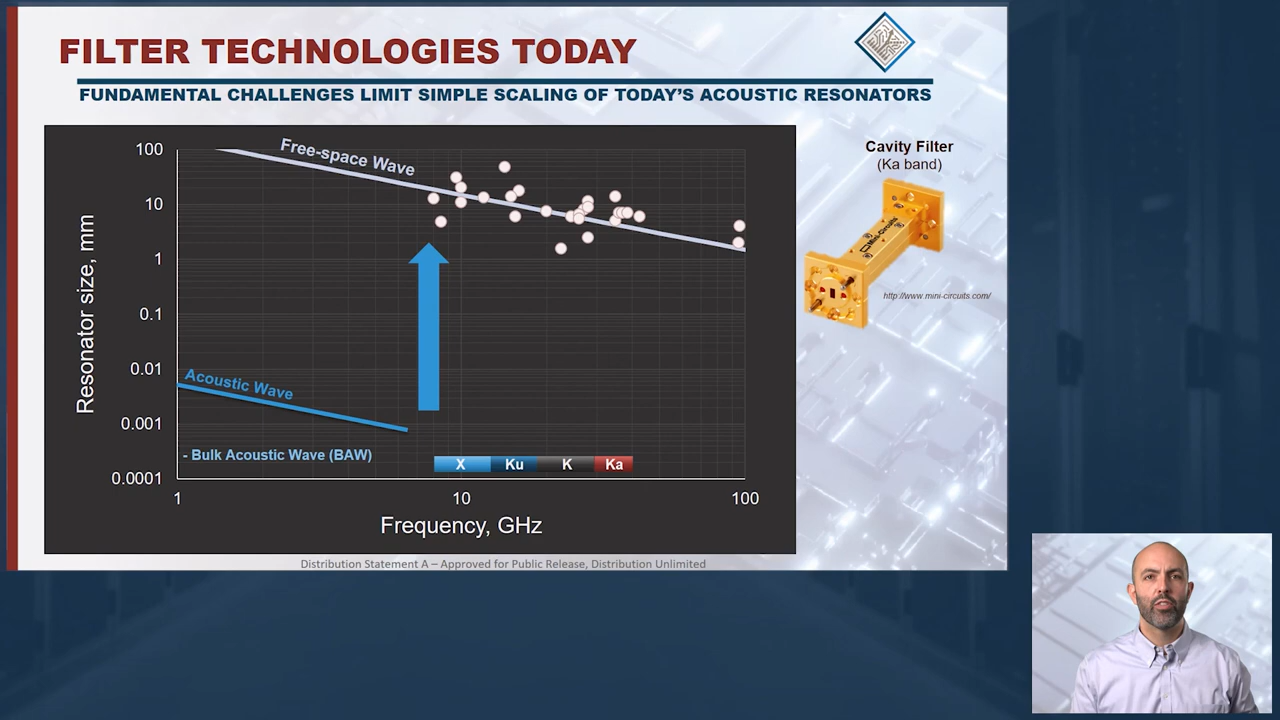 FILTER TECHNOLOGIES TODAY
FUNDAMENTAL CHALLENGES LIMIT SIMPLE SCALING OF TODAY'S ACOUSTIC RESONATORS
Resonator size, mm
100
10
1
0.1
0.01
0.001
0.0001
Free-space Wave
Acoustic Wave
- Bulk Acoustic Wave (BAW)
X Ku K Ka
1 10 100
Frequency, GHz
Cavity Filter
(Ka band)
Mini-Circuits
http://www.mini-circuits.com/
Distribution Statement A – Approved for Public Release, Distribution Unlimited